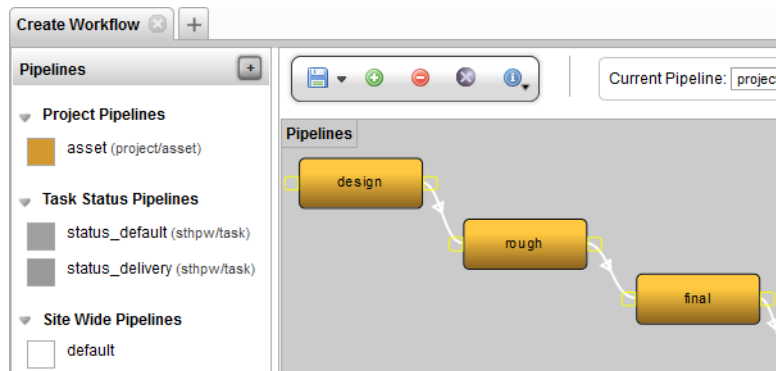 Create Workflow
Pipelines
Project Pipelines
asset (project/asset)
Task Status Pipelines
status_default (sthpw/task)
status_delivery (sthpw/task)
Site Wide Pipelines
default
Current Pipeline: project
Pipelines
design
rough
final